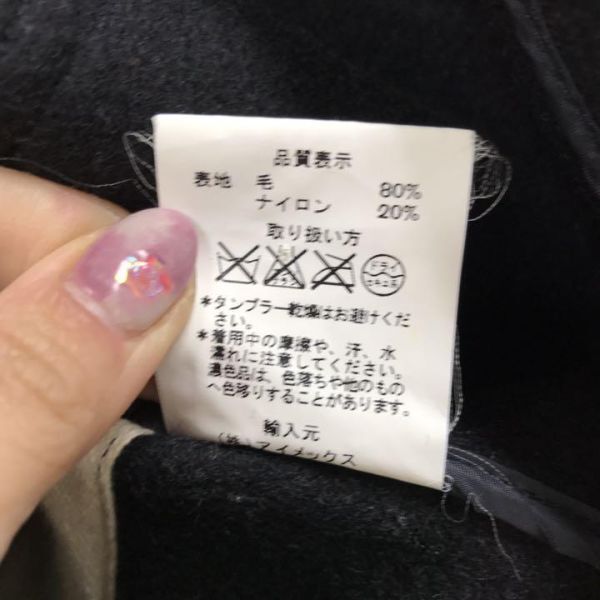 品質表示
表地 毛 80%
ナイロン 20%
取り扱い方
ドライ
*タンブラー乾燥はお避けくだ
さい。
*着用中の摩擦や、汗、水
濡れに注意してください。
濃色品は、色落ちや他のもの
へ色移りすることがあります。
輸入元
(株)アイメックス